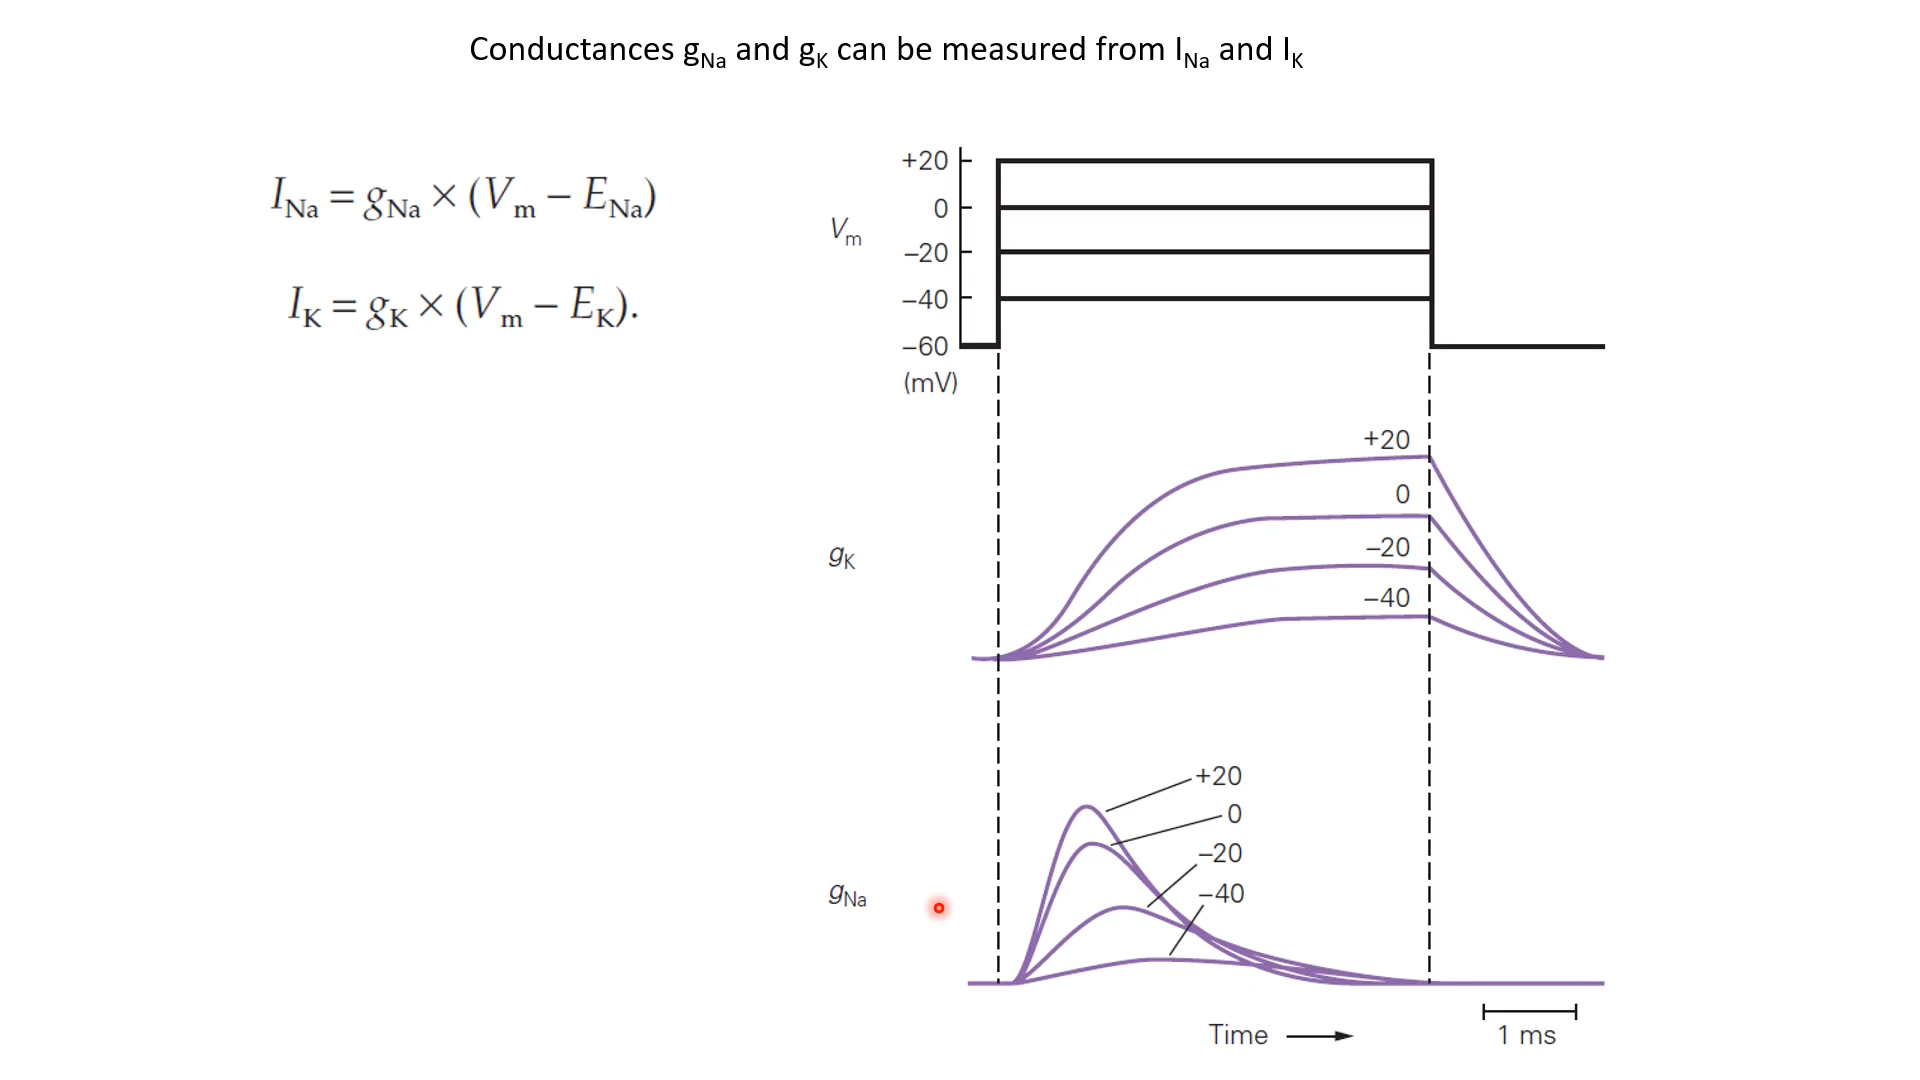 Conductances gNa and gK can be measured from INa and IK
INa = gNa × (Vm – ENa)
IK = gK × (Vm – EK).
+20
0
Vm
–20
–40
–60
(mV)
+20
0
–20
gK
–40
+20
0
–20
–40
gNa
Time
1 ms